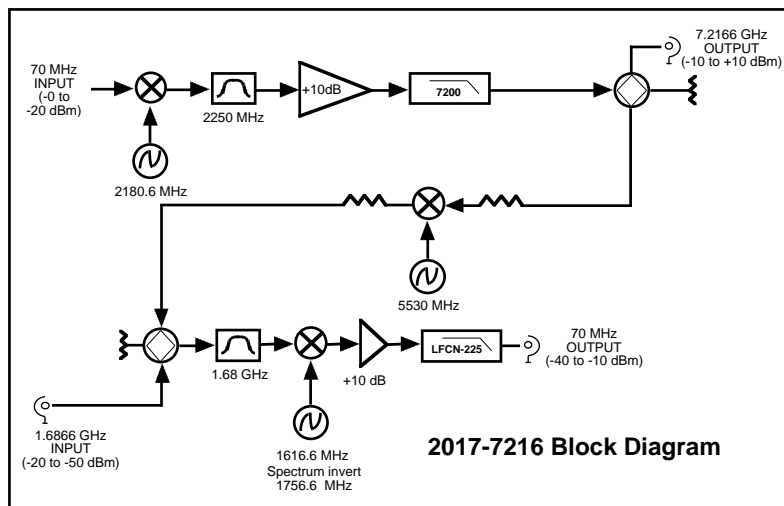 7.2166 GHz
OUTPUT
(-10 to +10 dBm)
70 MHz
INPUT
(-0 to
-20 dBm)
+10dB
7200
2250 MHz
2180.6 MHz
5530 MHz
1.68 GHz
+10 dB
LFCN-225
70 MHz
OUTPUT
(-40 to -10 dBm)
1.6866 GHz
INPUT
(-20 to -50 dBm)
1616.6 MHz
Spectrum invert
1756.6 MHz
2017-7216 Block Diagram